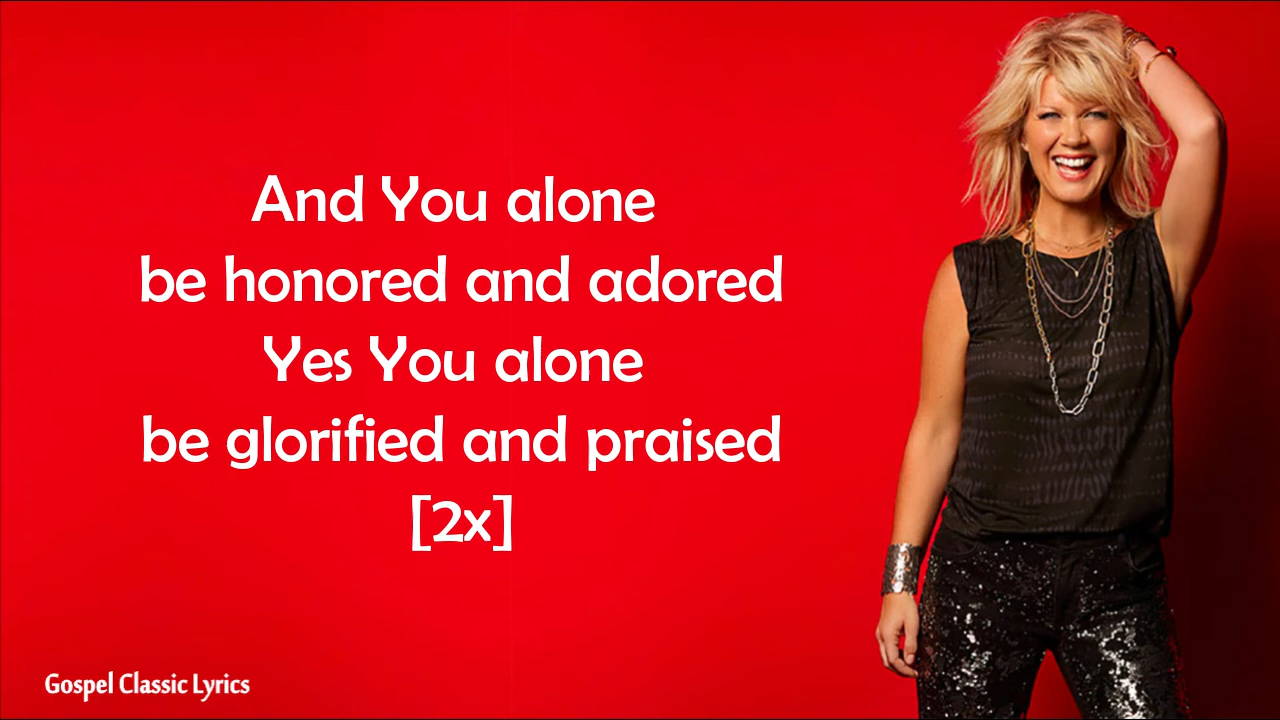 And You alone
be honored and adored
Yes You alone
be glorified and praised
[2x]
Gospel Classic Lyrics